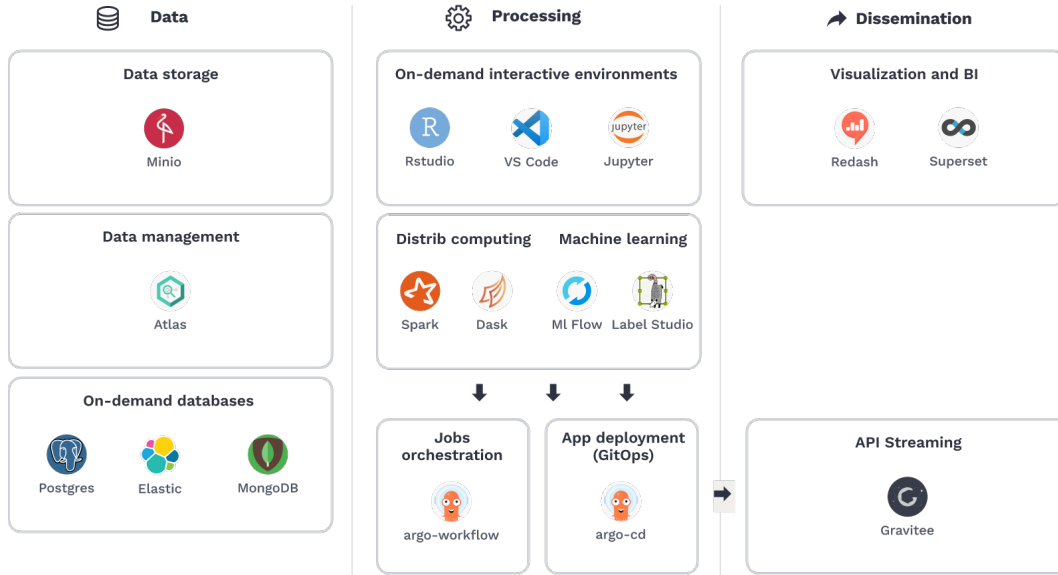 Data
Data storage
Minio
Data management
Atlas
On-demand databases
Postgres
Elastic
MongoDB
Processing
On-demand interactive environments
R
Rstudio
VS Code
jupyter
Jupyter
Distrib computing
Machine learning
Spark
Dask
Ml Flow
Label Studio
Jobs
orchestration
argo-workflow
App deployment
(GitOps)
argo-cd
Dissemination
Visualization and BI
Redash
Superset
API Streaming
Gravitee